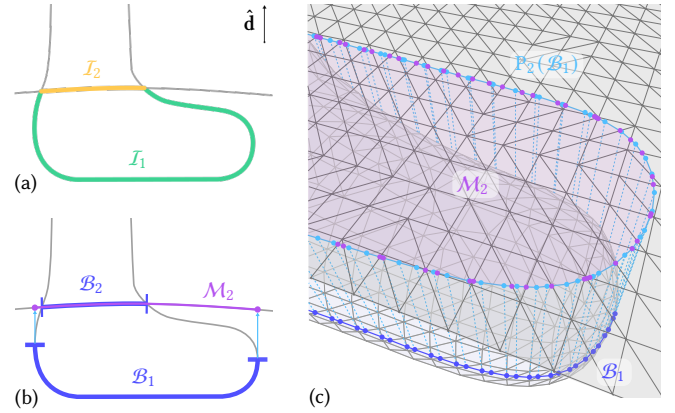 d̂
I₂
I₁
(a)
B₂
M₂
B₁
(b)
P₂(B₁)
M₂
B₁
(c)